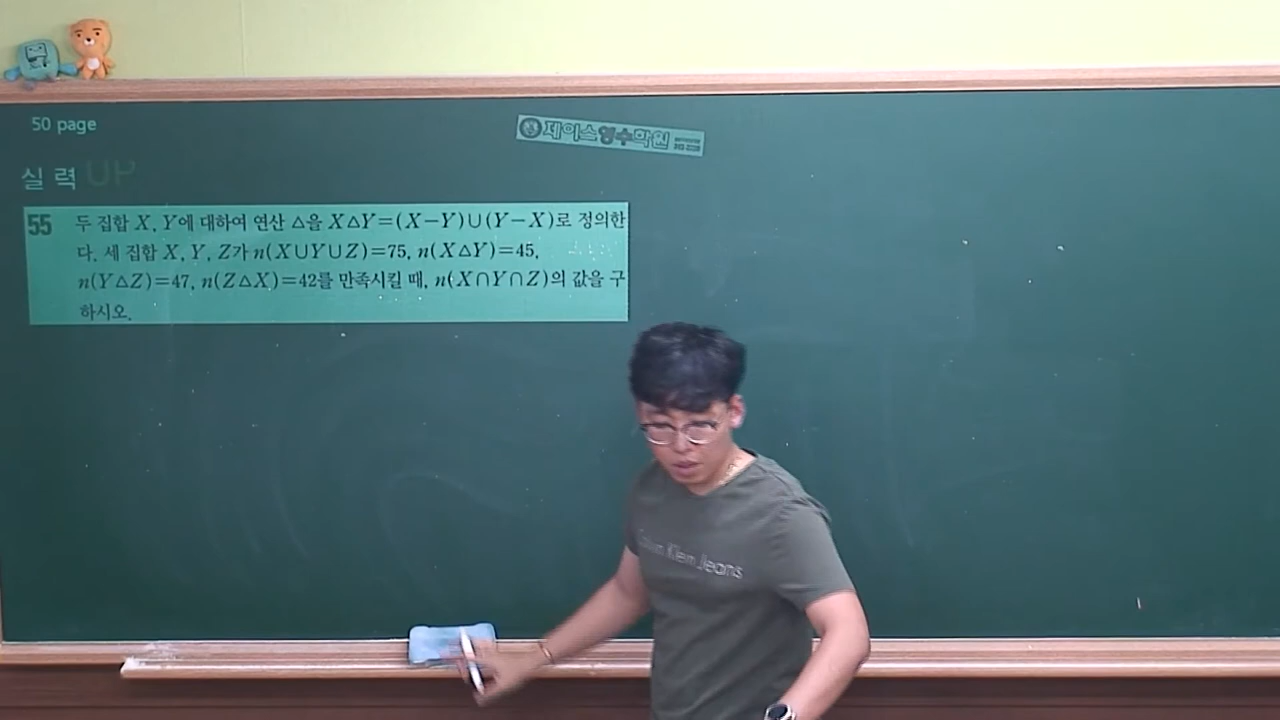 50 page
제이스영수학원
실 력 UP
55 두 집합 X, Y에 대하여 연산 △을 X△Y=(X-Y)∪(Y-X)로 정의한
다. 세 집합 X, Y, Z가 n(X∪Y∪Z)=75, n(X△Y)=45,
n(Y△Z)=47, n(Z△X)=42를 만족시킬 때, n(X∩Y∩Z)의 값을 구
하시오.
Calvin Klein Jeans